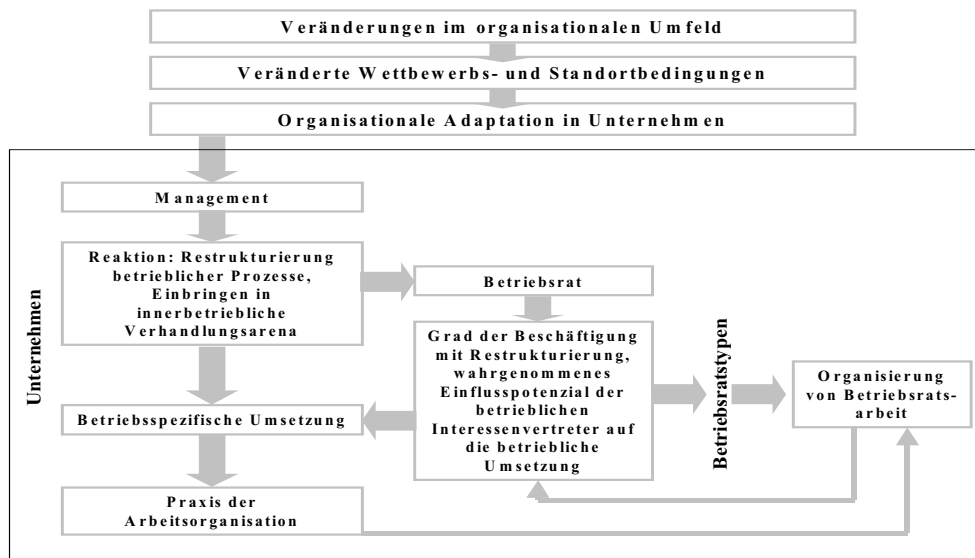 Veränderungen im organisationalen Umfeld
Veränderte Wettbewerbs- und Standortbedingungen
Organisationale Adaptation in Unternehmen
Unternehmen
Management
Reaktion: Restrukturierung
betrieblicher Prozesse,
Einbringen in
innerbetriebliche
Verhandlungsarena
Betriebsrat
Grad der Beschäftigung
mit Restrukturierung,
wahrgenommenes
Einflusspotenzial der
betrieblichen
Interessenvertreter auf
die betriebliche
Umsetzung
Betriebsratstypen
Organisierung
von Betriebsrats-
arbeit
Betriebsspezifische Umsetzung
Praxis der
Arbeitsorganisation